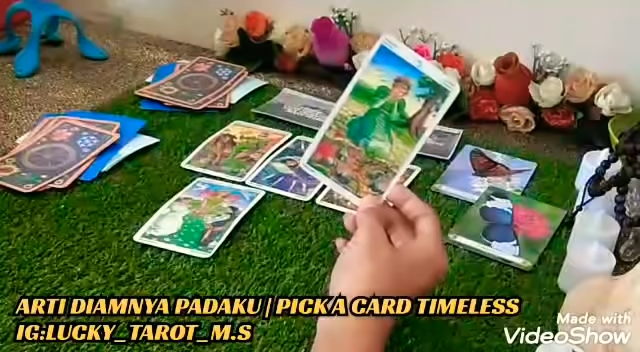 ARTI DIAMNYA PADAKU | PICK A CARD TIMELESS
IG:LUCKY_TAROT_M.S
Made with
VideoShow